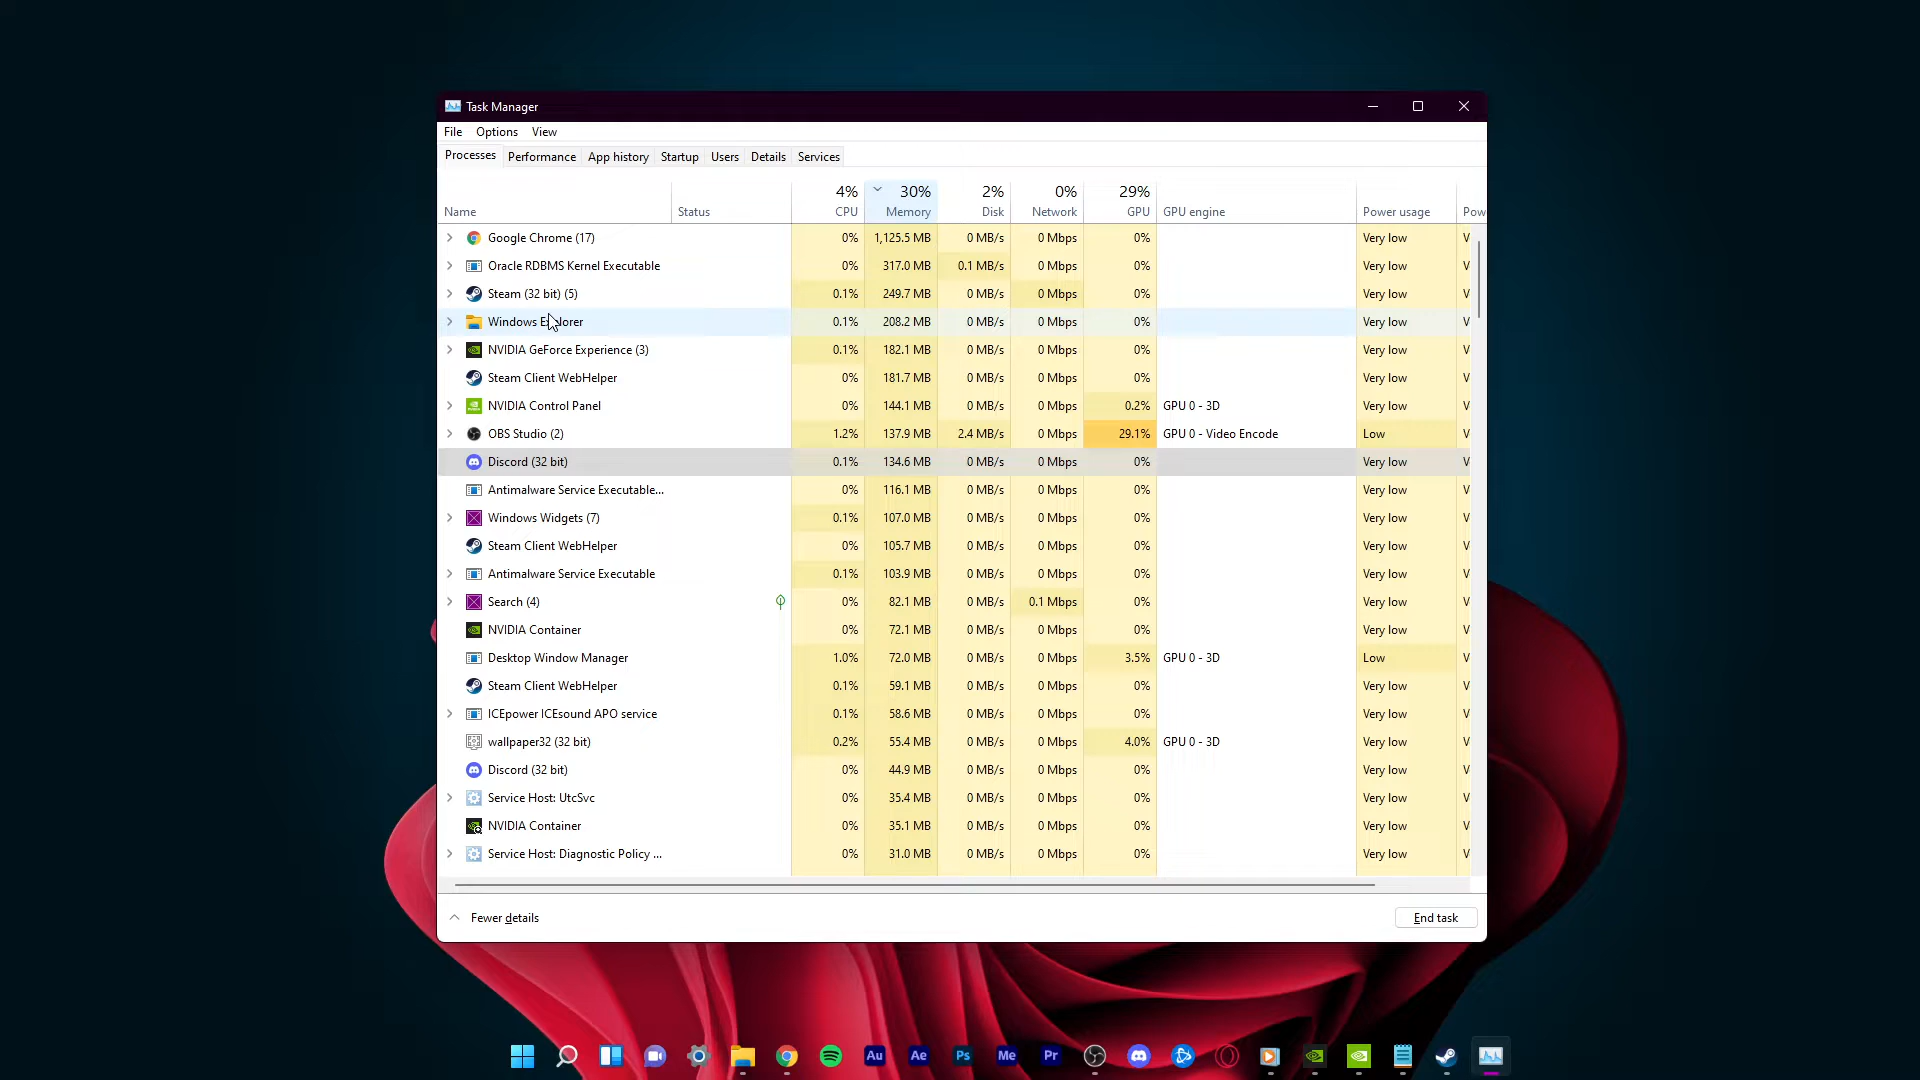 Task Manager
File Options View
Processes Performance App history Startup Users Details Services
4% 30% 2% 0% 29%
Name Status CPU Memory Disk Network GPU GPU engine Power usage Pow
Google Chrome (17) 0% 1,125.5 MB 0 MB/s 0 Mbps 0% Very low V
Oracle RDBMS Kernel Executable 0% 317.0 MB 0.1 MB/s 0 Mbps 0% Very low V
Steam (32 bit) (5) 0.1% 249.7 MB 0 MB/s 0 Mbps 0% Very low V
Windows Explorer 0.1% 208.2 MB 0 MB/s 0 Mbps 0% Very low V
NVIDIA GeForce Experience (3) 0.1% 182.1 MB 0 MB/s 0 Mbps 0% Very low V
Steam Client WebHelper 0% 181.7 MB 0 MB/s 0 Mbps 0% Very low V
NVIDIA Control Panel 0% 144.1 MB 0 MB/s 0 Mbps 0.2% GPU 0 - 3D Very low V
OBS Studio (2) 1.2% 137.9 MB 2.4 MB/s 0 Mbps 29.1% GPU 0 - Video Encode Low V
Discord (32 bit) 0.1% 134.6 MB 0 MB/s 0 Mbps 0% Very low V
Antimalware Service Executable... 0% 116.1 MB 0 MB/s 0 Mbps 0% Very low V
Windows Widgets (7) 0.1% 107.0 MB 0 MB/s 0 Mbps 0% Very low V
Steam Client WebHelper 0% 105.7 MB 0 MB/s 0 Mbps 0% Very low V
Antimalware Service Executable 0.1% 103.9 MB 0 MB/s 0 Mbps 0% Very low V
Search (4) 0% 82.1 MB 0 MB/s 0.1 Mbps 0% Very low V
NVIDIA Container 0% 72.1 MB 0 MB/s 0 Mbps 0% Very low V
Desktop Window Manager 1.0% 72.0 MB 0 MB/s 0 Mbps 3.5% GPU 0 - 3D Low V
Steam Client WebHelper 0.1% 59.1 MB 0 MB/s 0 Mbps 0% Very low V
ICEpower ICEsound APO service 0.1% 58.6 MB 0 MB/s 0 Mbps 0% Very low V
wallpaper32 (32 bit) 0.2% 55.4 MB 0 MB/s 0 Mbps 4.0% GPU 0 - 3D Very low V
Discord (32 bit) 0% 44.9 MB 0 MB/s 0 Mbps 0% Very low V
Service Host: UtcSvc 0% 35.4 MB 0 MB/s 0 Mbps 0% Very low V
NVIDIA Container 0% 35.1 MB 0 MB/s 0 Mbps 0% Very low V
Service Host: Diagnostic Policy ... 0% 31.0 MB 0 MB/s 0 Mbps 0% Very low V
Fewer details End task
Au Ae Ps Me Pr